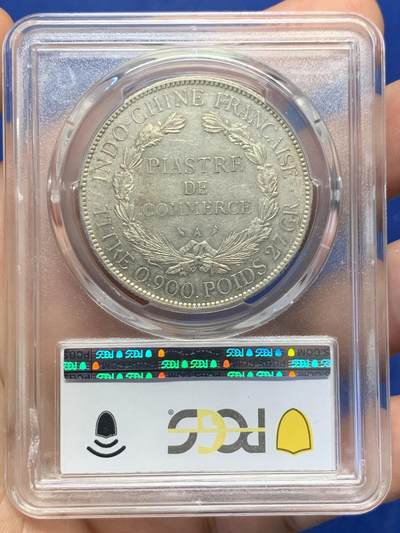 INDO-CHINE FRANÇAISE
PIASTRE
DE
COMMERCE
A
TITRE 0,900. POIDS 27 GR.
PCGS